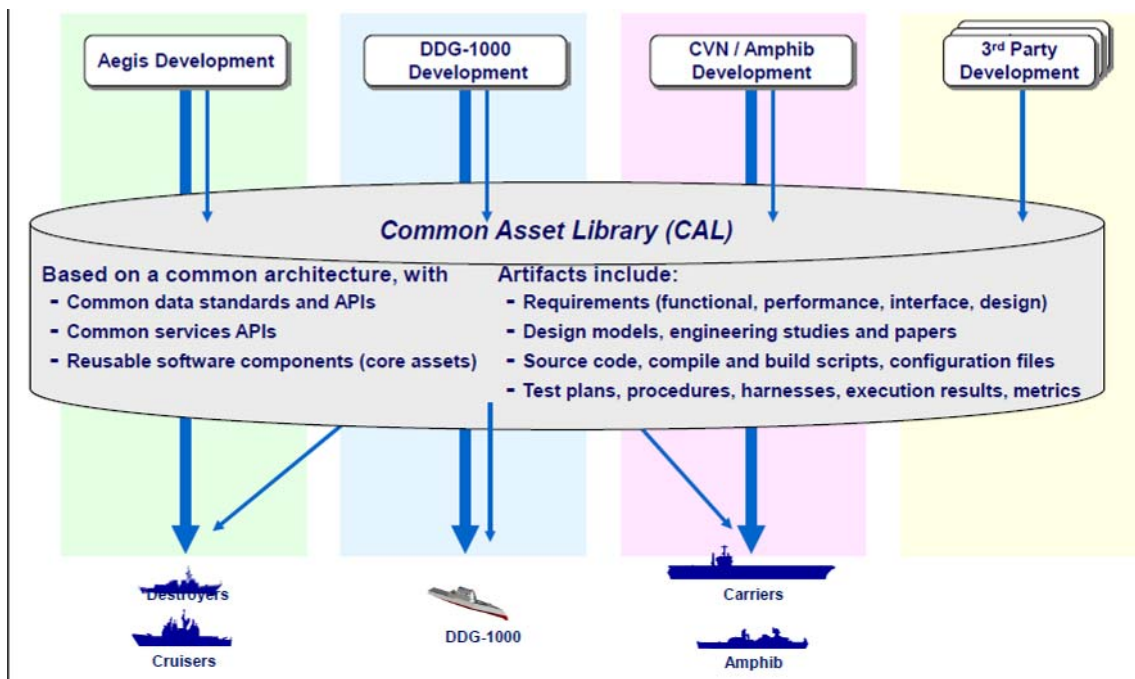 Aegis Development
DDG-1000
Development
CVN / Amphib
Development
3rd Party
Development
Common Asset Library (CAL)
Based on a common architecture, with
- Common data standards and APIs
- Common services APIs
- Reusable software components (core assets)
Artifacts include:
- Requirements (functional, performance, interface, design)
- Design models, engineering studies and papers
- Source code, compile and build scripts, configuration files
- Test plans, procedures, harnesses, execution results, metrics
Destroyers
Cruisers
DDG-1000
Carriers
Amphib